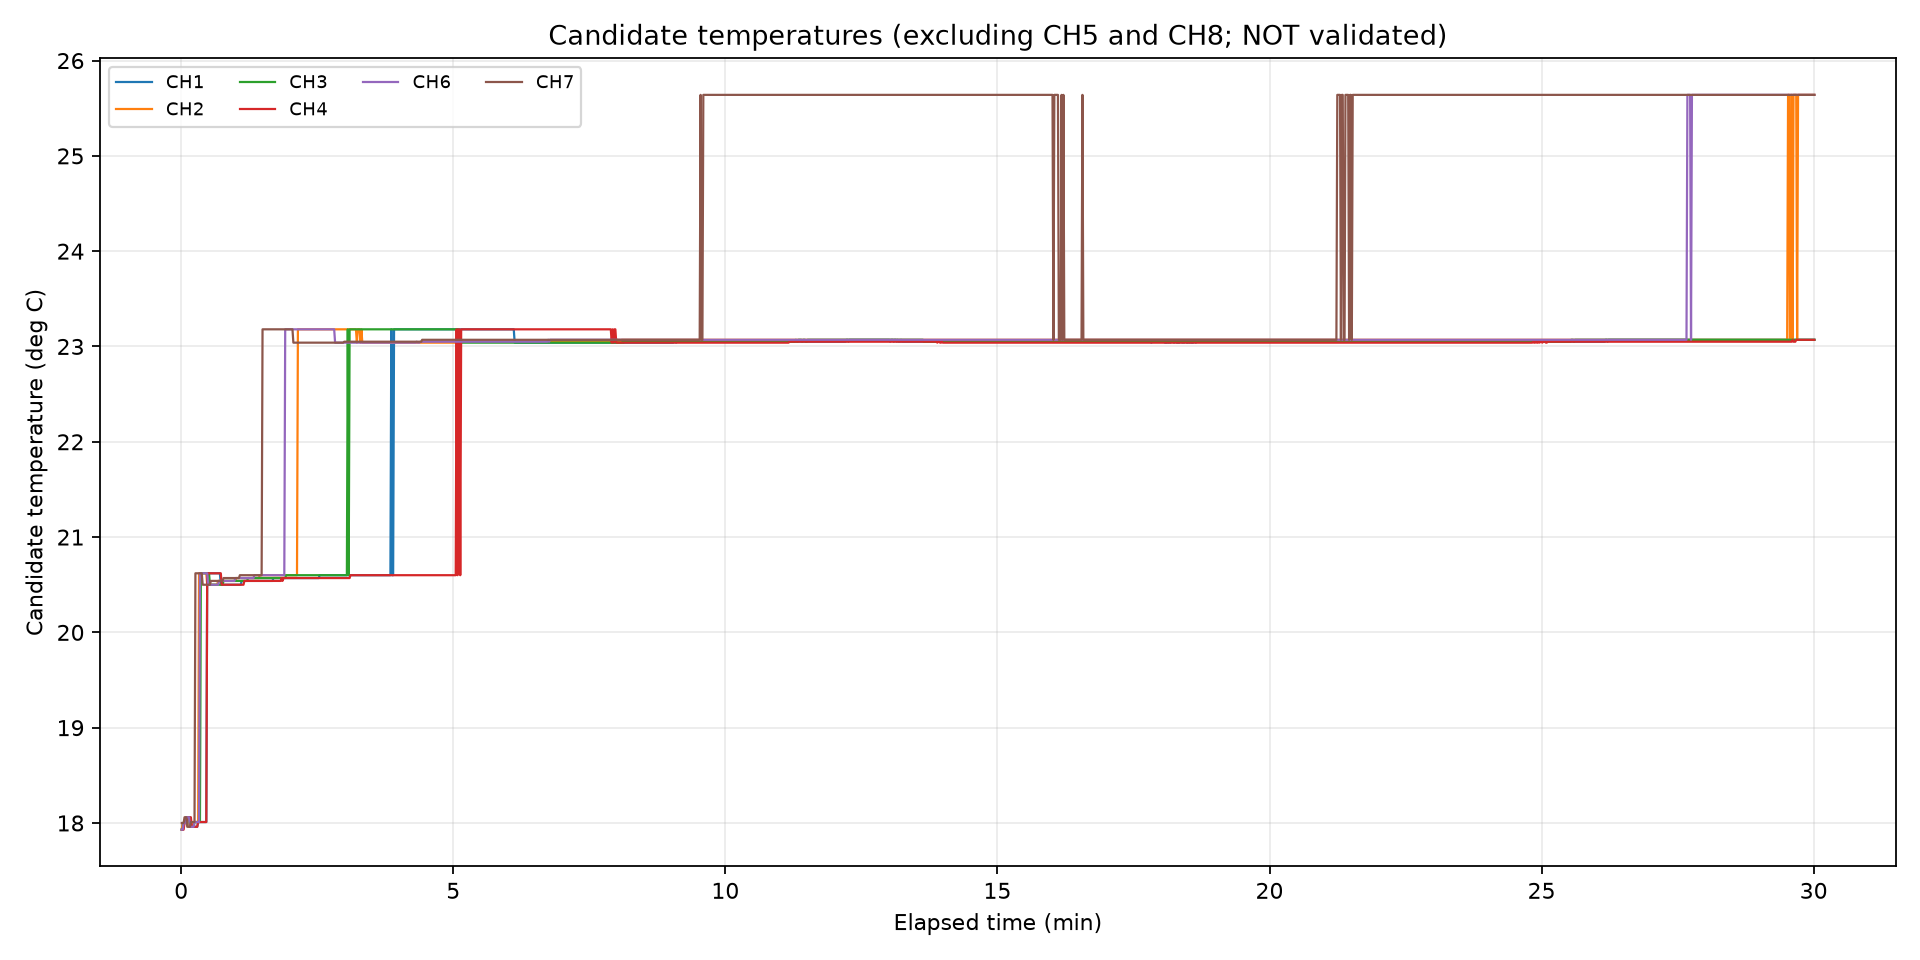 Candidate temperatures (excluding CH5 and CH8; NOT validated)
CH1 CH3 CH6 CH7
CH2 CH4
Candidate temperature (deg C)
26
25
24
23
22
21
20
19
18
0 5 10 15 20 25 30
Elapsed time (min)